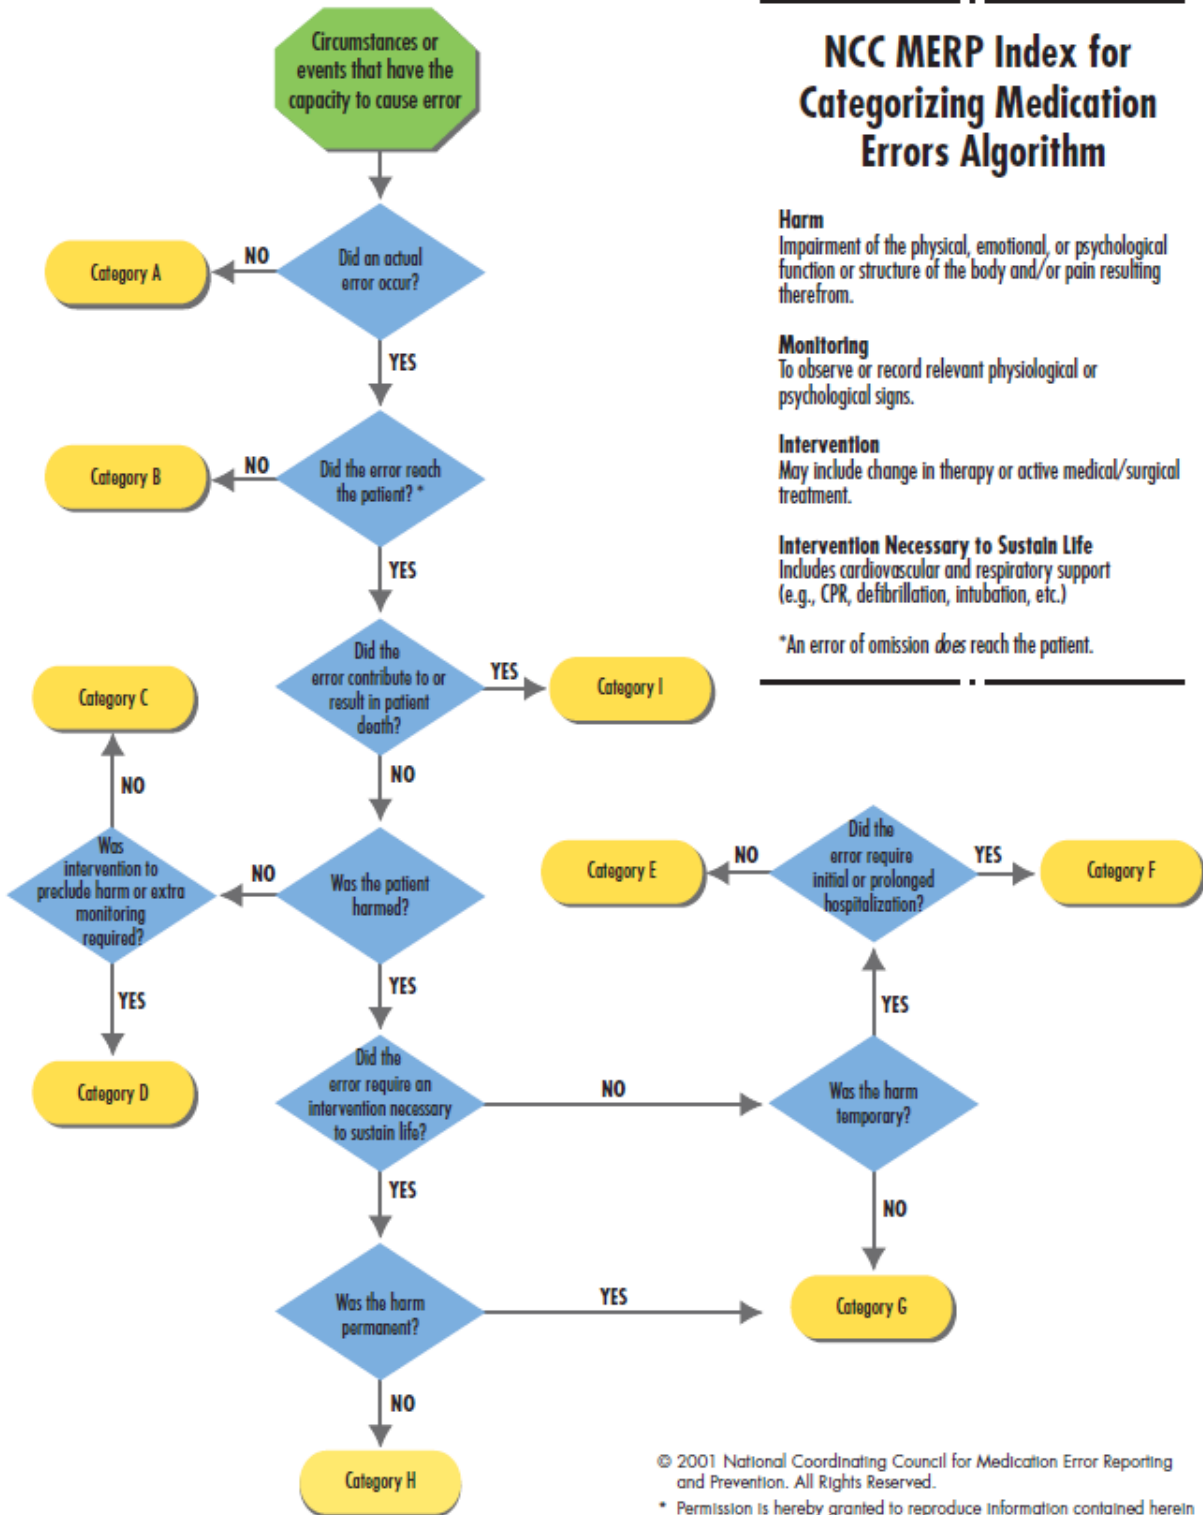 Circumstances or
events that have the
capacity to cause error
NCC MERP Index for
Categorizing Medication
Errors Algorithm
Harm
Impairment of the physical, emotional, or psychological
function or structure of the body and/or pain resulting
therefrom.
Monitoring
To observe or record relevant physiological or
psychological signs.
Intervention
May include change in therapy or active medical/surgical
treatment.
Intervention Necessary to Sustain Life
Includes cardiovascular and respiratory support
(e.g., CPR, defibrillation, intubation, etc.)
*An error of omission does reach the patient.
Did an actual
error occur?
NO
Category A
YES
Did the error reach
the patient? *
NO
Category B
YES
Did the
error contribute to or
result in patient
death?
YES
Category I
NO
Was the patient
harmed?
NO
Was
intervention to
preclude harm or extra
monitoring
required?
NO
Category C
YES
Category D
YES
Did the
error require an
intervention necessary
to sustain life?
NO
Was the harm
temporary?
YES
Did the
error require
initial or prolonged
hospitalization?
NO
Category E
YES
Category F
NO
Category G
YES
Was the harm
permanent?
YES
NO
Category H
© 2001 National Coordinating Council for Medication Error Reporting
and Prevention. All Rights Reserved.
* Permission is hereby granted to reproduce information contained herein